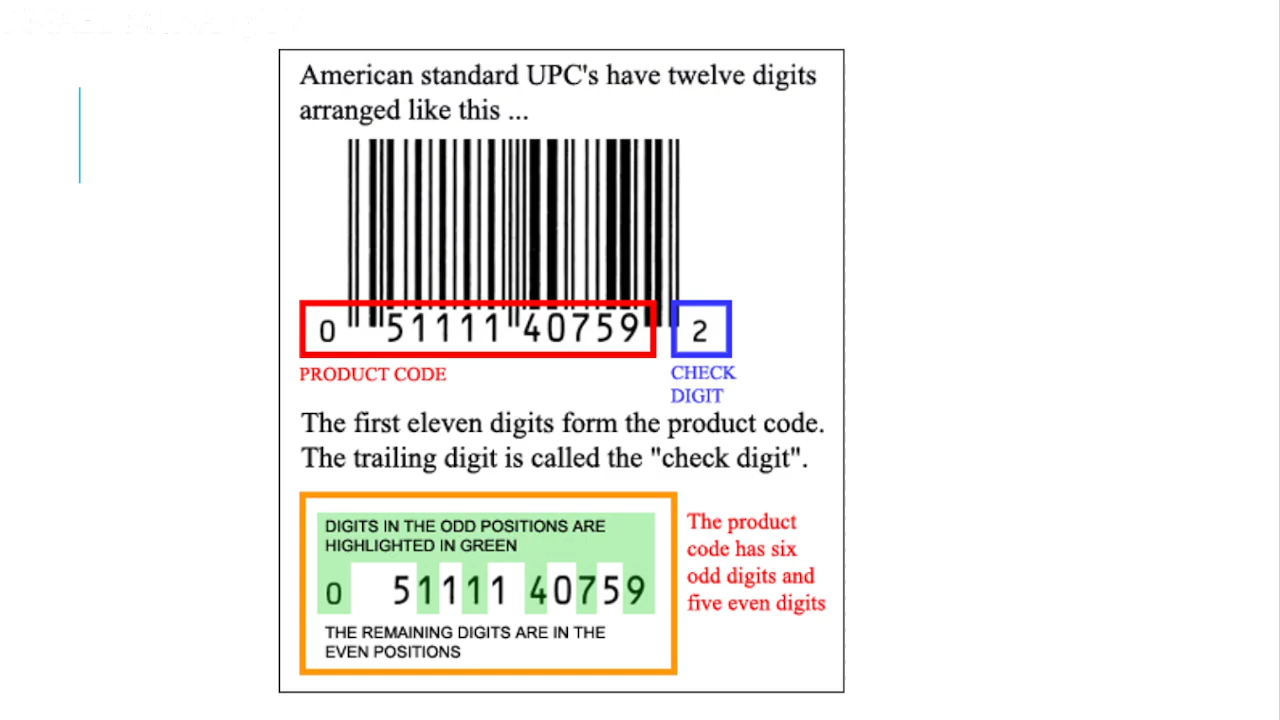 American standard UPC's have twelve digits
arranged like this ...
0 51111 40759 2
PRODUCT CODE
CHECK
DIGIT
The first eleven digits form the product code.
The trailing digit is called the "check digit".
DIGITS IN THE ODD POSITIONS ARE
HIGHLIGHTED IN GREEN
0 51111 40759
THE REMAINING DIGITS ARE IN THE
EVEN POSITIONS
The product
code has six
odd digits and
five even digits